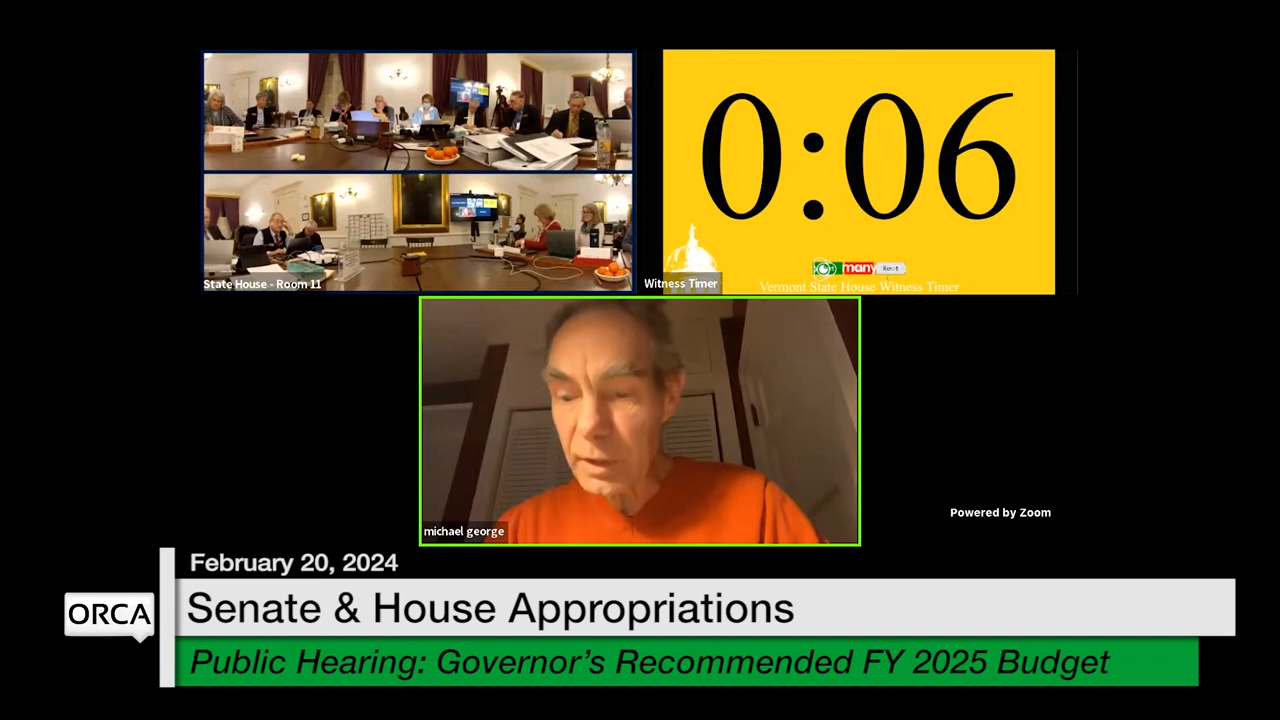 0:06
many
State House - Room 11
Witness Timer
Vermont State House Witness Timer
michael george
Powered by Zoom
February 20, 2024
ORCA
Senate & House Appropriations
Public Hearing: Governor's Recommended FY 2025 Budget